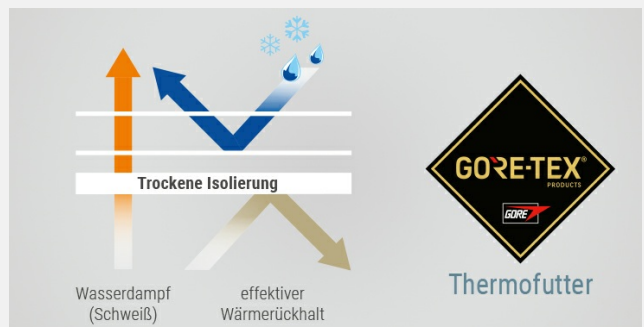 Trockene Isolierung
Wasserdampf
(Schweiß)
effektiver
Wärmerückhalt
GORE-TEX®
PRODUCTS
GORE
Thermofutter